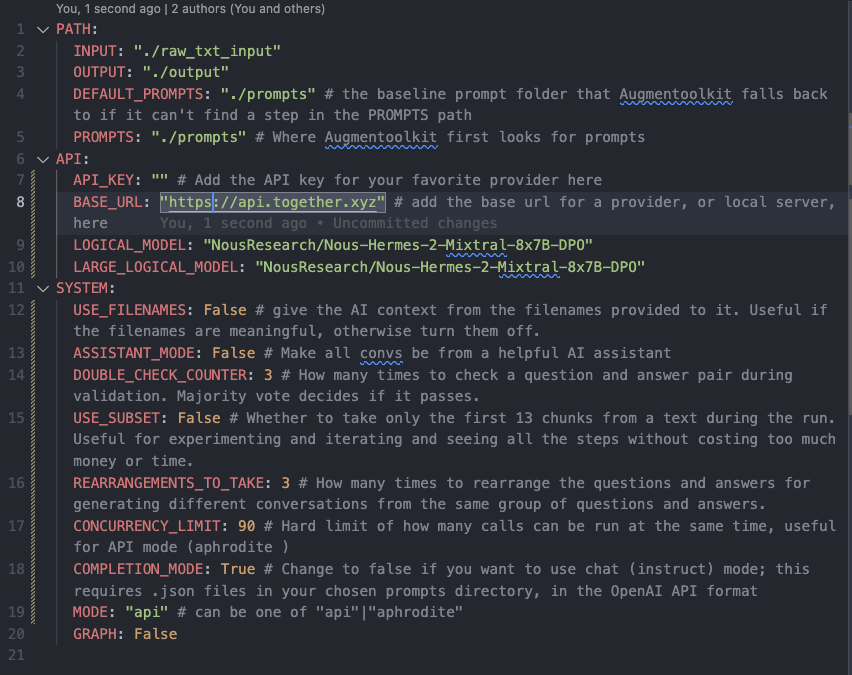 You, 1 second ago | 2 authors (You and others)
1 PATH:
2 INPUT: "./raw_txt_input"
3 OUTPUT: "./output"
4 DEFAULT_PROMPTS: "./prompts" # the baseline prompt folder that Augmentoolkit falls back
to if it can't find a step in the PROMPTS path
5 PROMPTS: "./prompts" # Where Augmentoolkit first looks for prompts
6 API:
7 API_KEY: "" # Add the API key for your favorite provider here
8 BASE_URL: "https://api.together.xyz" # add the base url for a provider, or local server,
here You, 1 second ago • Uncommitted changes
9 LOGICAL_MODEL: "NousResearch/Nous-Hermes-2-Mixtral-8x7B-DPO"
10 LARGE_LOGICAL_MODEL: "NousResearch/Nous-Hermes-2-Mixtral-8x7B-DPO"
11 SYSTEM:
12 USE_FILENAMES: False # give the AI context from the filenames provided to it. Useful if
the filenames are meaningful, otherwise turn them off.
13 ASSISTANT_MODE: False # Make all convs be from a helpful AI assistant
14 DOUBLE_CHECK_COUNTER: 3 # How many times to check a question and answer pair during
validation. Majority vote decides if it passes.
15 USE_SUBSET: False # Whether to take only the first 13 chunks from a text during the run.
Useful for experimenting and iterating and seeing all the steps without costing too much
money or time.
16 REARRANGEMENTS_TO_TAKE: 3 # How many times to rearrange the questions and answers for
generating different conversations from the same group of questions and answers.
17 CONCURRENCY_LIMIT: 90 # Hard limit of how many calls can be run at the same time, useful
for API mode (aphrodite )
18 COMPLETION_MODE: True # Change to false if you want to use chat (instruct) mode; this
requires .json files in your chosen prompts directory, in the OpenAI API format
19 MODE: "api" # can be one of "api"|"aphrodite"
20 GRAPH: False
21